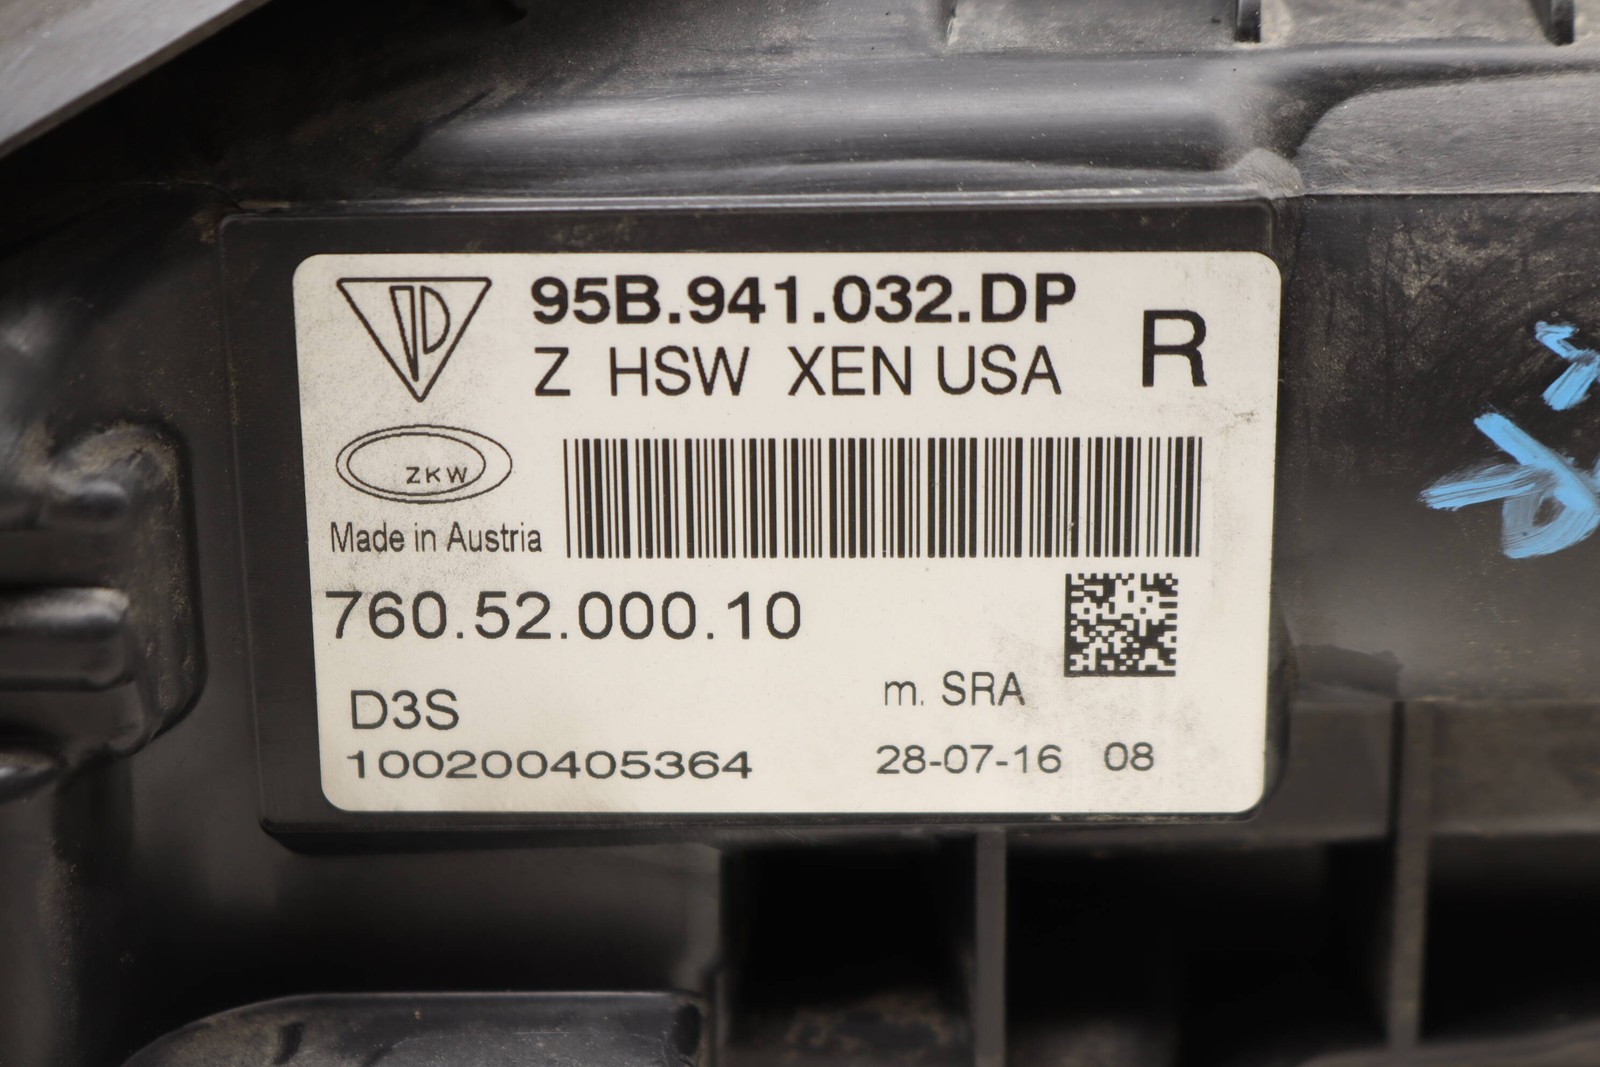 95B.941.032.DP
Z HSW XEN USA R
ZKW
Made in Austria
760.52.000.10
m. SRA
D3S
100200405364
28-07-16 08